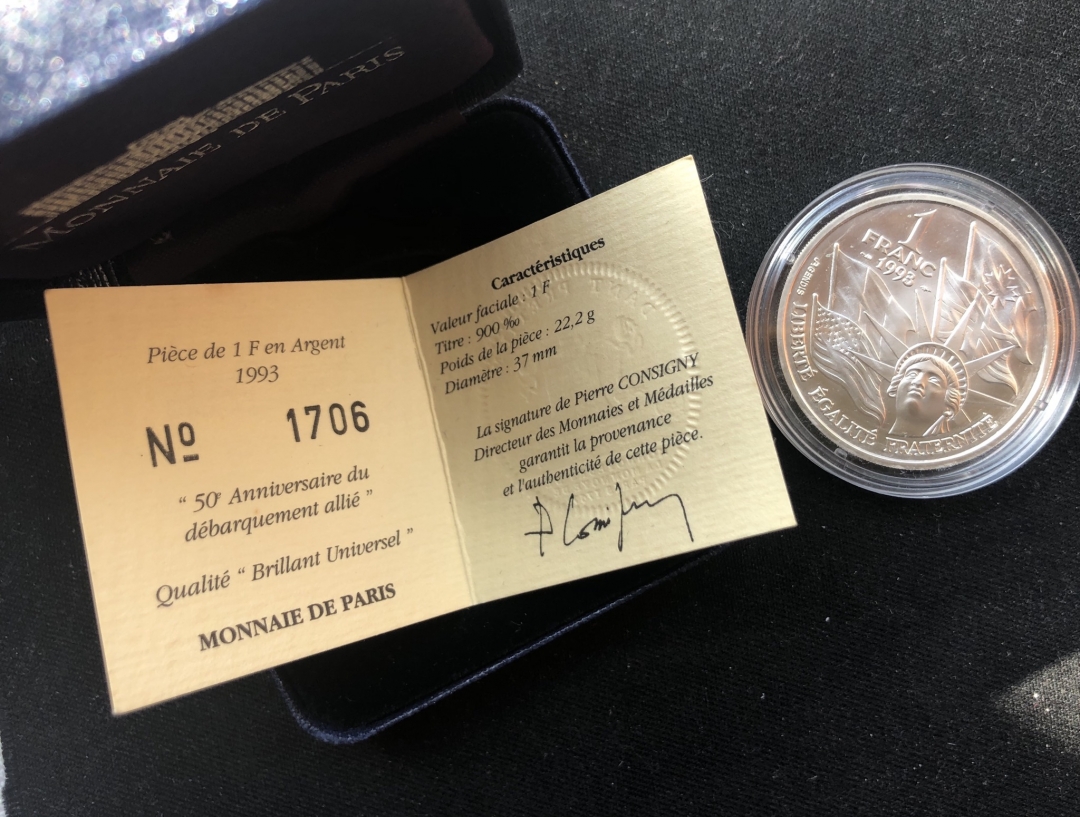 MONNAIE DE PARIS
Pièce de 1 F en Argent
1993
Nº 1706
“ 50e Anniversaire du
débarquement allié ”
Qualité “ Brillant Universel ”
MONNAIE DE PARIS
Caractéristiques
Valeur faciale : 1 F
Titre : 900 ‰
Poids de la pièce : 22,2 g
Diamètre : 37 mm
La signature de Pierre CONSIGNY
Directeur des Monnaies et Médailles
garantit la provenance
et l'authenticité de cette pièce.
1
FRANC
1993
LIBERTÉ ÉGALITÉ FRATERNITÉ